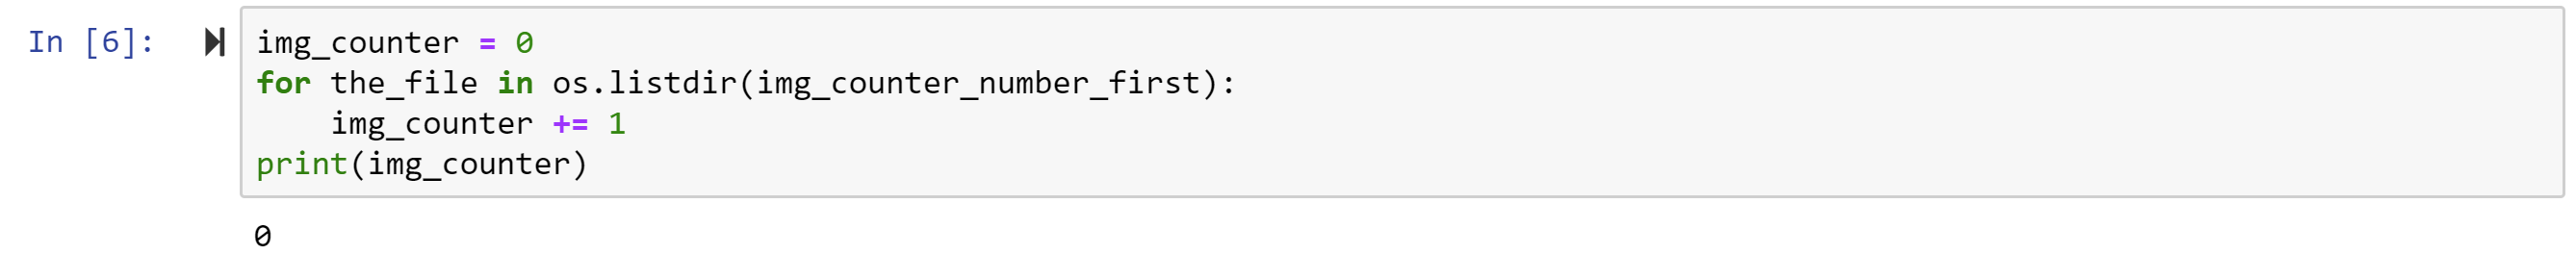 In [6]:
img_counter = 0
for the_file in os.listdir(img_counter_number_first):
    img_counter += 1
print(img_counter)
0